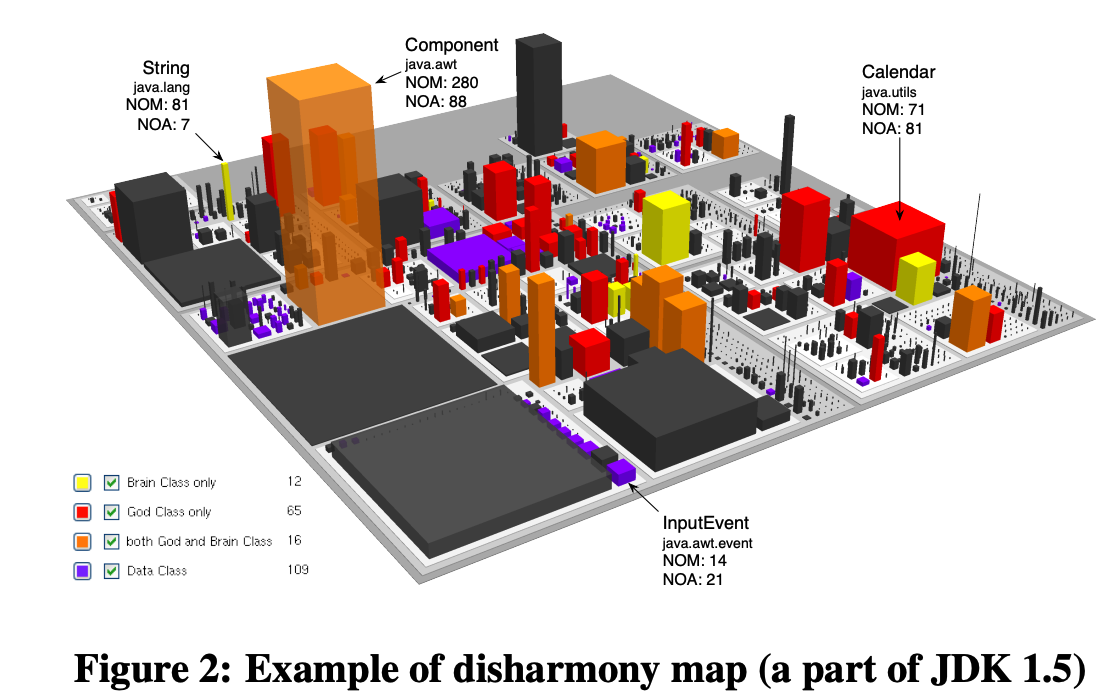 String
java.lang
NOM: 81
NOA: 7
Component
java.awt
NOM: 280
NOA: 88
Calendar
java.utils
NOM: 71
NOA: 81
Brain Class only 12
God Class only 65
both God and Brain Class 16
Data Class 109
InputEvent
java.awt.event
NOM: 14
NOA: 21
Figure 2: Example of disharmony map (a part of JDK 1.5)